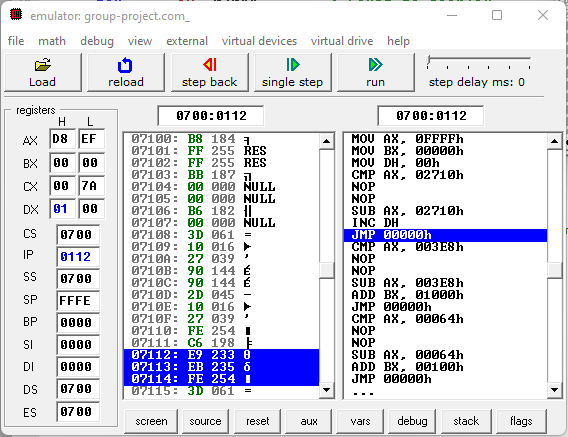 emulator: group-project.com_
file math debug view external virtual devices virtual drive help
Load reload step back single step run step delay ms: 0
registers
H L
AX D8 EF
BX 00 00
CX 00 7A
DX 01 00
CS 0700
IP 0112
SS 0700
SP FFFE
BP 0000
SI 0000
DI 0000
DS 0700
ES 0700
0700:0112
07100: B8 184 ╕
07101: FF 255 RES
07102: FF 255 RES
07103: BB 187 ╗
07104: 00 000 NULL
07105: 00 000 NULL
07106: B6 182 ╢
07107: 00 000 NULL
07108: 3D 061 =
07109: 10 016 ►
0710A: 27 039 '
0710B: 90 144 É
0710C: 90 144 É
0710D: 2D 045 -
0710E: 10 016 ►
0710F: 27 039 '
07110: FE 254 ■
07111: C6 198 ╞
07112: E9 233 θ
07113: EB 235 δ
07114: FE 254 ■
07115: 3D 061 =
0700:0112
MOV AX, 0FFFFh
MOV BX, 00000h
MOV DH, 00h
CMP AX, 02710h
NOP
NOP
SUB AX, 02710h
INC DH
JMP 00000h
CMP AX, 003E8h
NOP
NOP
SUB AX, 003E8h
ADD BX, 01000h
JMP 00000h
CMP AX, 00064h
NOP
SUB AX, 00064h
ADD BX, 00100h
JMP 00000h
...
screen source reset aux vars debug stack flags